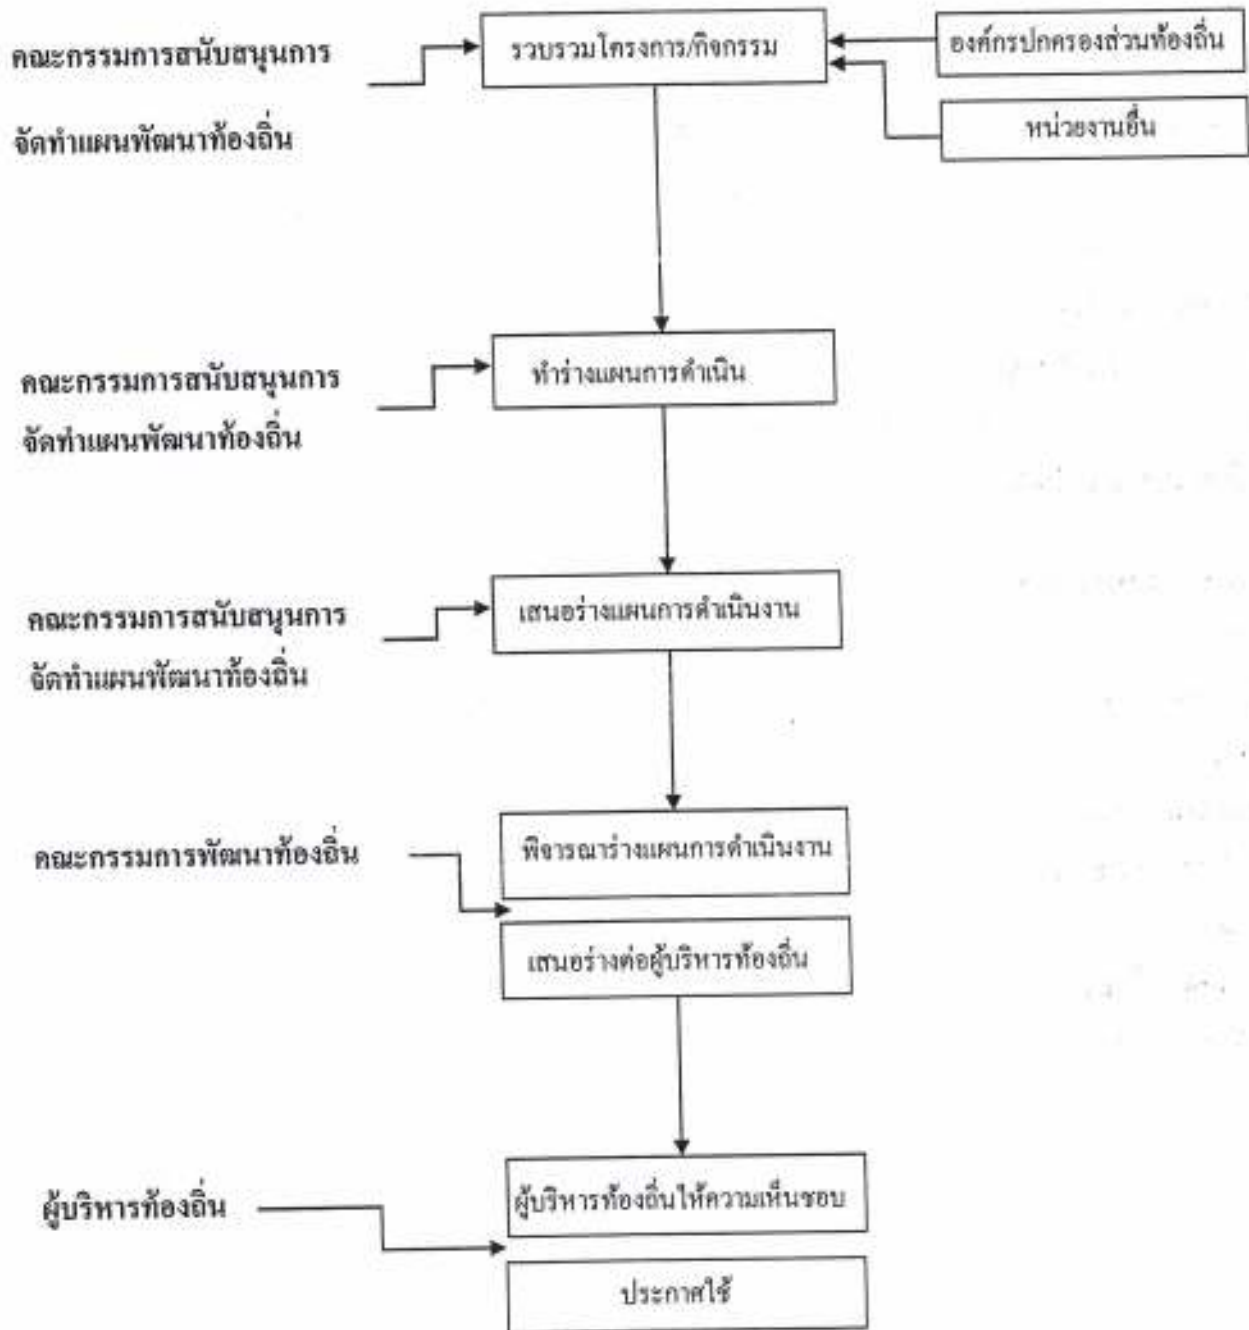 คณะกรรมการสนับสนุนการ
จัดทำแผนพัฒนาท้องถิ่น
รวบรวมโครงการ/กิจกรรม
องค์กรปกครองส่วนท้องถิ่น
หน่วยงานอื่น
คณะกรรมการสนับสนุนการ
จัดทำแผนพัฒนาท้องถิ่น
ทำร่างแผนการดำเนิน
คณะกรรมการสนับสนุนการ
จัดทำแผนพัฒนาท้องถิ่น
เสนอร่างแผนการดำเนินงาน
คณะกรรมการพัฒนาท้องถิ่น
พิจารณาร่างแผนการดำเนินงาน
เสนอร่างต่อผู้บริหารท้องถิ่น
ผู้บริหารท้องถิ่น
ผู้บริหารท้องถิ่นให้ความเห็นชอบ
ประกาศใช้